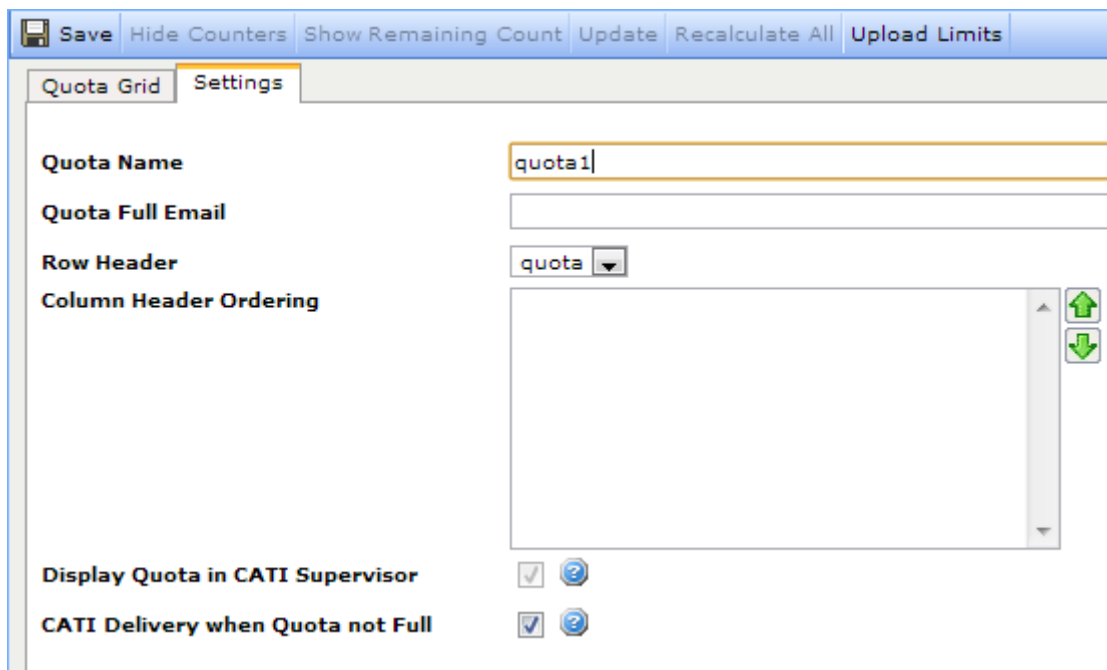 Save Hide Counters Show Remaining Count Update Recalculate All Upload Limits
Quota Grid Settings
Quota Name quota1
Quota Full Email
Row Header quota
Column Header Ordering
Display Quota in CATI Supervisor
CATI Delivery when Quota not Full